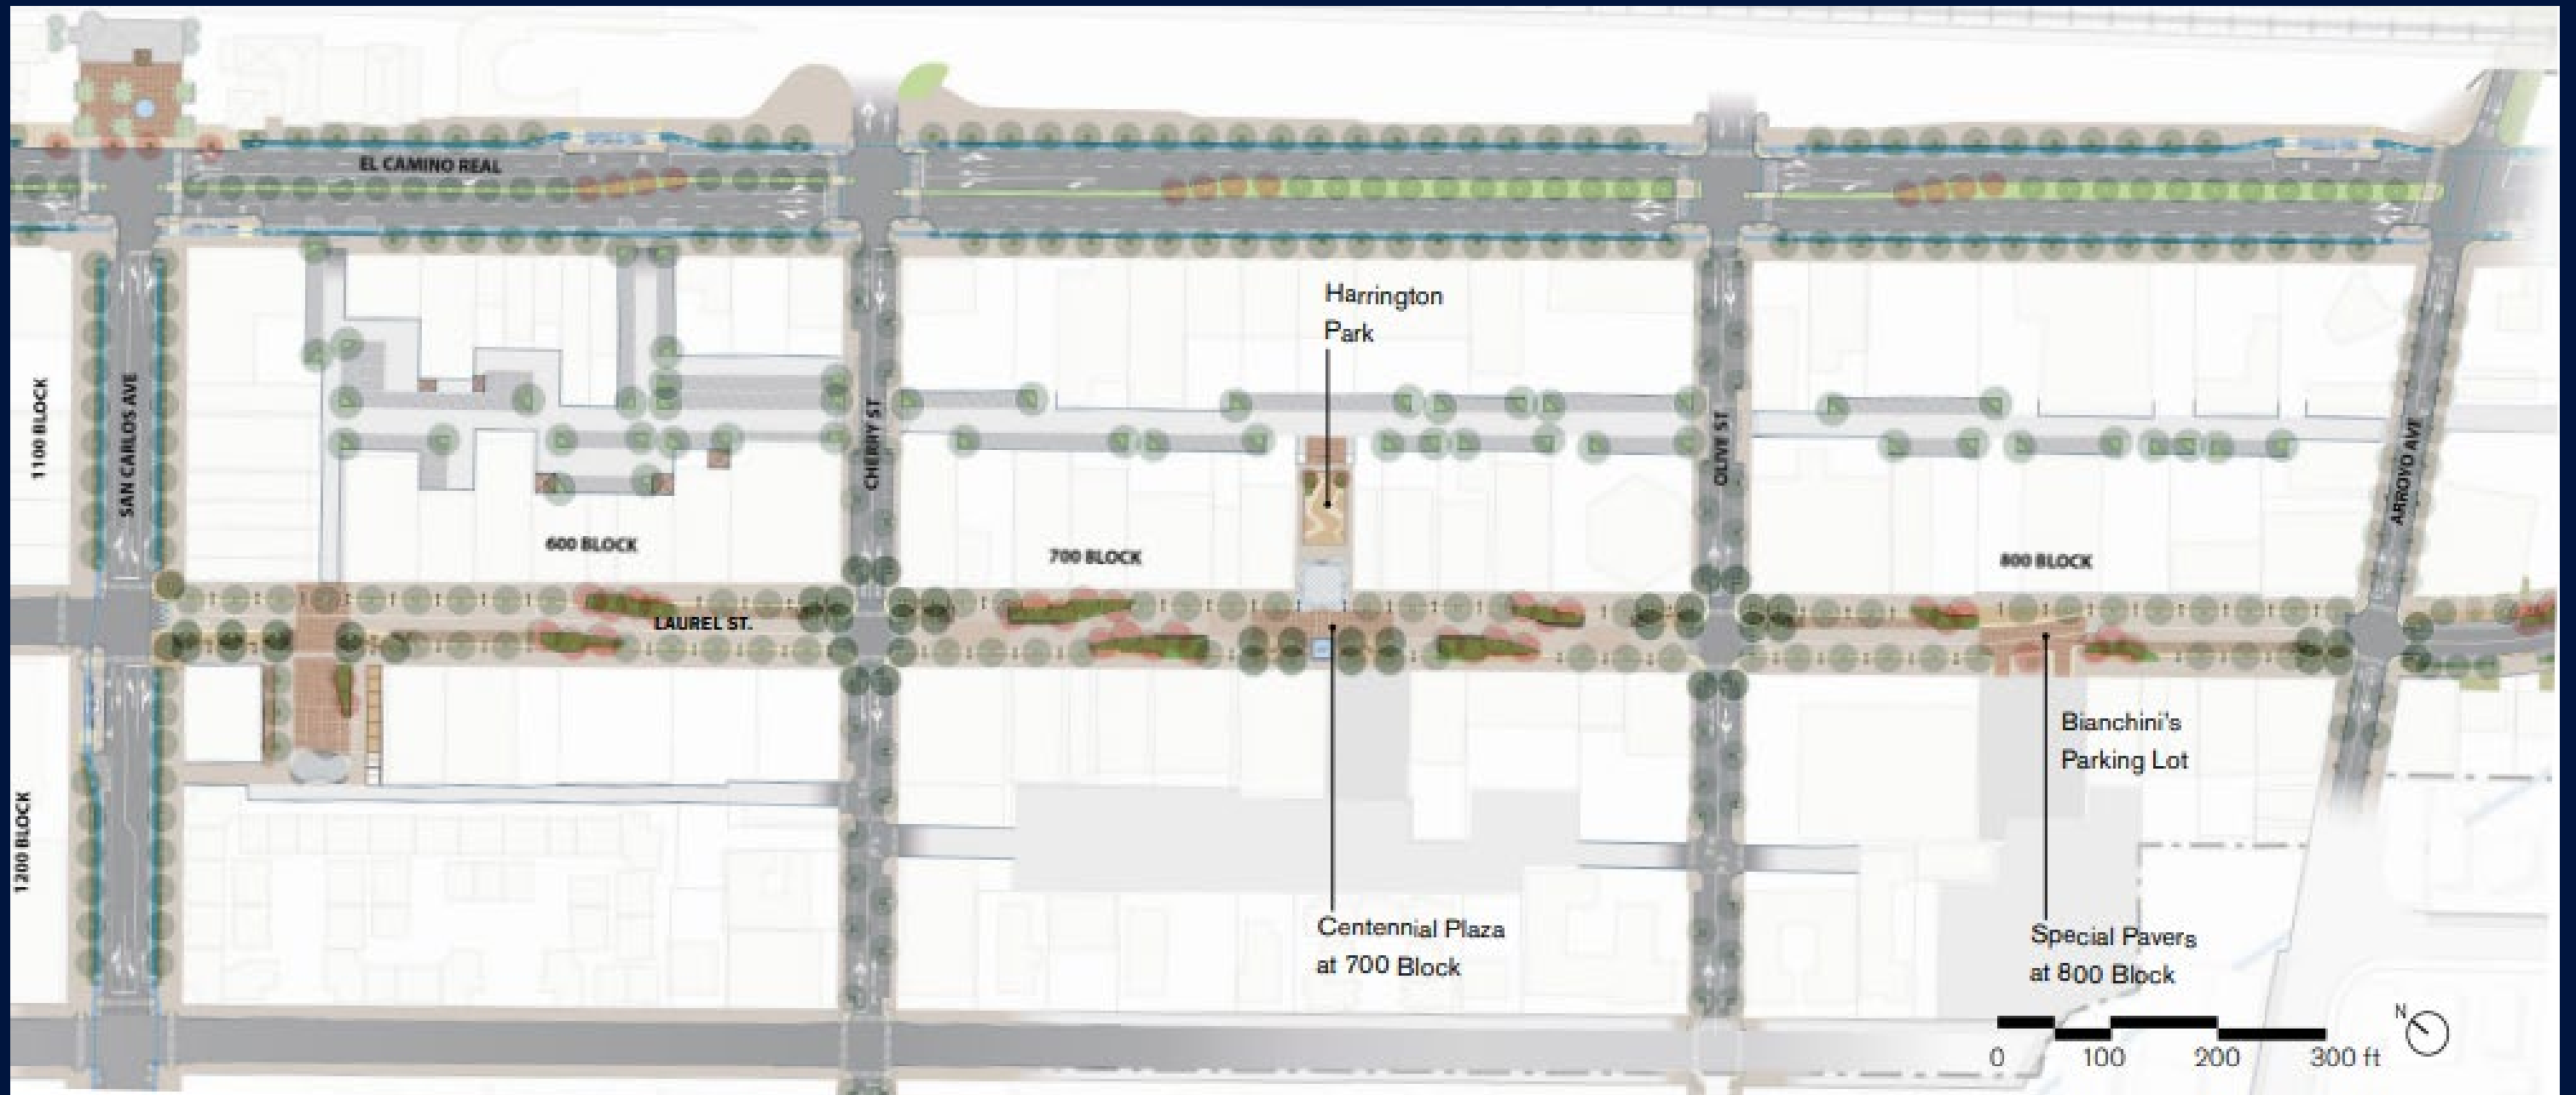 EL CAMINO REAL
Harrington
Park
1100 BLOCK
SAN CARLOS AVE
CHERRY ST
OLIVE ST
ARROYO AVE
600 BLOCK
700 BLOCK
800 BLOCK
LAUREL ST.
Bianchini's
Parking Lot
1200 BLOCK
Centennial Plaza
at 700 Block
Special Pavers
at 800 Block
N
0 100 200 300 ft